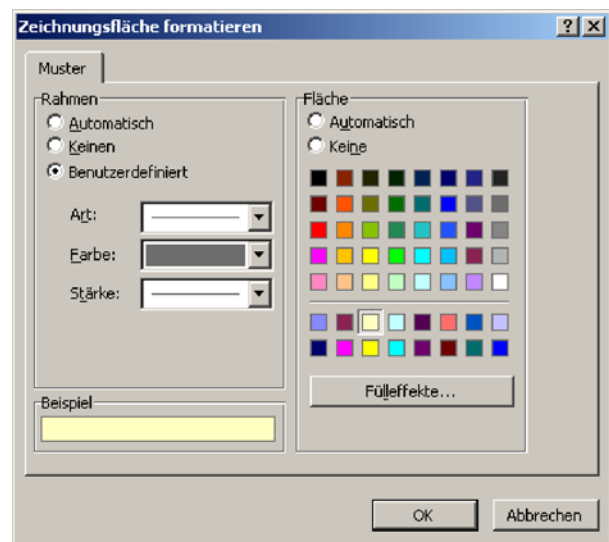 Zeichnungsfläche formatieren
Muster
Rahmen
Automatisch
Keinen
Benutzerdefiniert
Art:
Farbe:
Stärke:
Beispiel
Fläche
Automatisch
Keine
Fülleffekte...
OK
Abbrechen